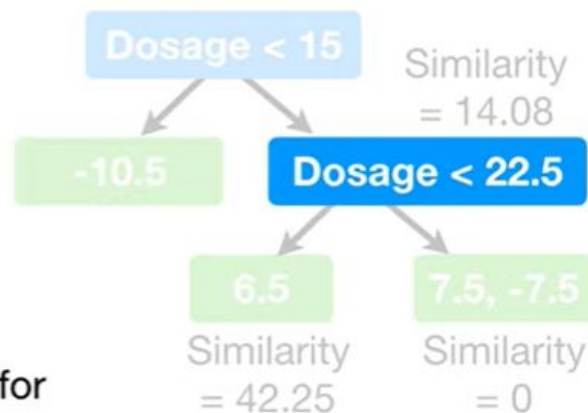 Dosage < 15
Similarity
= 14.08
-10.5
Dosage < 22.5
6.5
7.5, -7.5
Similarity
= 42.25
Similarity
= 0
for